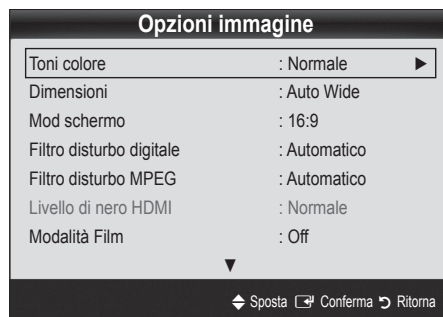 Opzioni immagine
Toni colore : Normale ►
Dimensioni : Auto Wide
Mod schermo : 16:9
Filtro disturbo digitale : Automatico
Filtro disturbo MPEG : Automatico
Livello di nero HDMI : Normale
Modalità Film : Off
▼
Sposta Conferma Ritorna